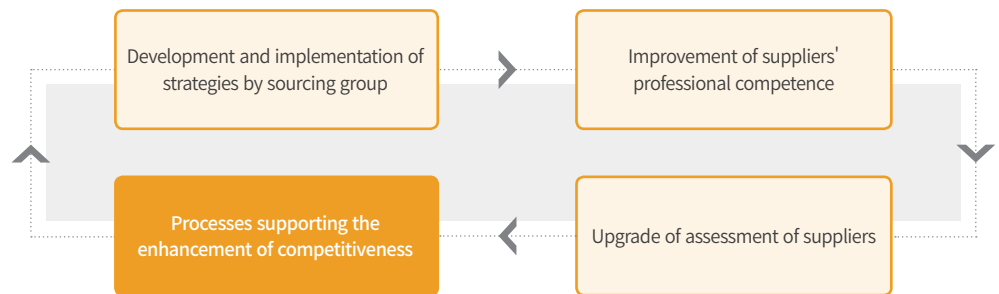 Development and implementation of
strategies by sourcing group
Improvement of suppliers'
professional competence
Processes supporting the
enhancement of competitiveness
Upgrade of assessment of suppliers